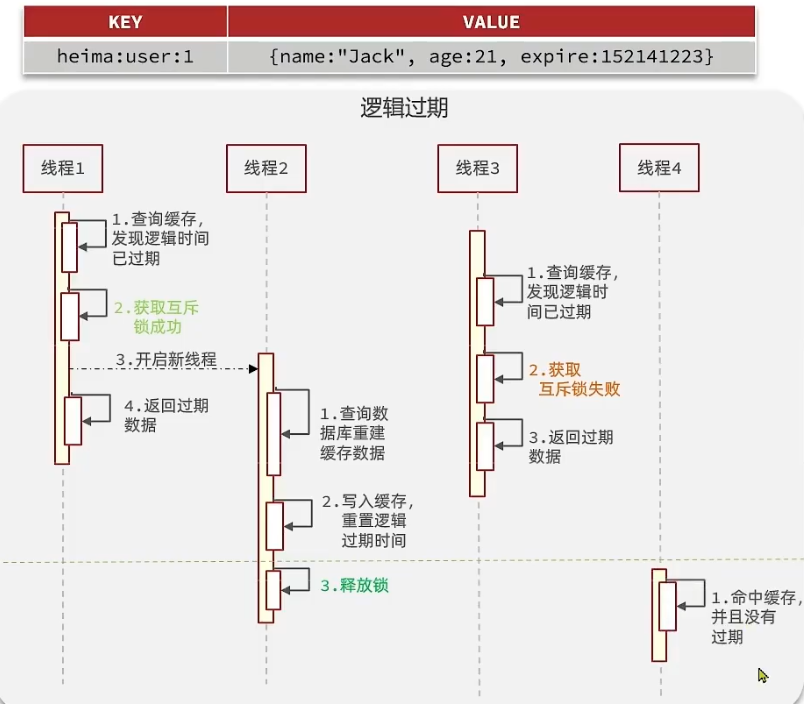 KEY VALUE
heima:user:1 {name:"Jack", age:21, expire:152141223}
逻辑过期
线程1 线程2 线程3 线程4
1.查询缓存，
发现逻辑时间
已过期
2.获取互斥
锁成功
3.开启新线程
4.返回过期
数据
1.查询数
据库重建
缓存数据
2.写入缓存，
重置逻辑
过期时间
3.释放锁
1.查询缓存，
发现逻辑时
间已过期
2.获取
互斥锁失败
3.返回过期
数据
1.命中缓存，
并且没有
过期